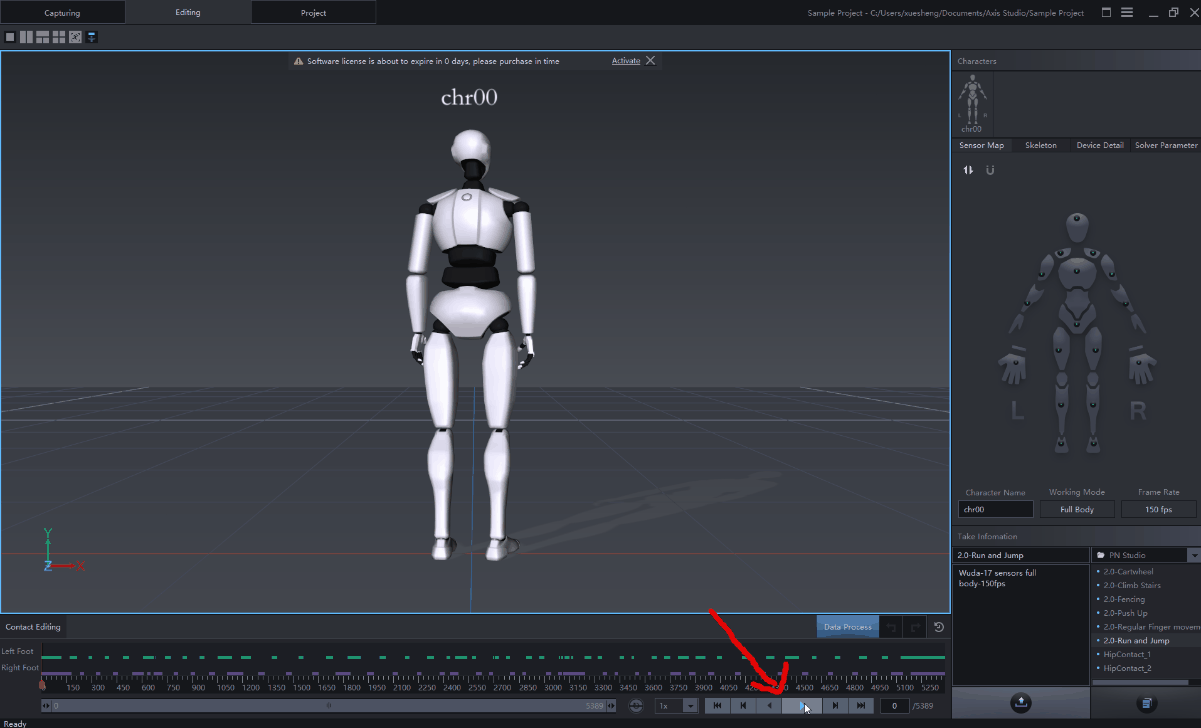 Capturing
Editing
Project
Sample Project - C:/Users/xuesheng/Documents/Axis Studio/Sample Project
Software license is about to expire in 0 days, please purchase in time
Activate
chr00
Characters
L R
chr00
Sensor Map Skeleton Device Detail Solver Parameter
L R
Character Name Working Mode Frame Rate
chr00 Full Body 150 fps
Take Infomation
2.0-Run and Jump
PN Studio
Wuda-17 sensors full
body-150fps
2.0-Cartwheel
2.0-Climb Stairs
2.0-Fencing
2.0-Push Up
2.0-Regular Finger movem
2.0-Run and Jump
HipContact_1
HipContact_2
Y
Z X
Contact Editing
Data Process
Left Foot
Right Foot
150 300 450 600 750 900 1050 1200 1350 1500 1650 1800 1950 2100 2250 2400 2550 2700 2850 3000 3150 3300 3450 3600 3750 3900 4050 4500 4650 4800 4950 5100 5250
0 0 5389 1x 0 /5389
Ready